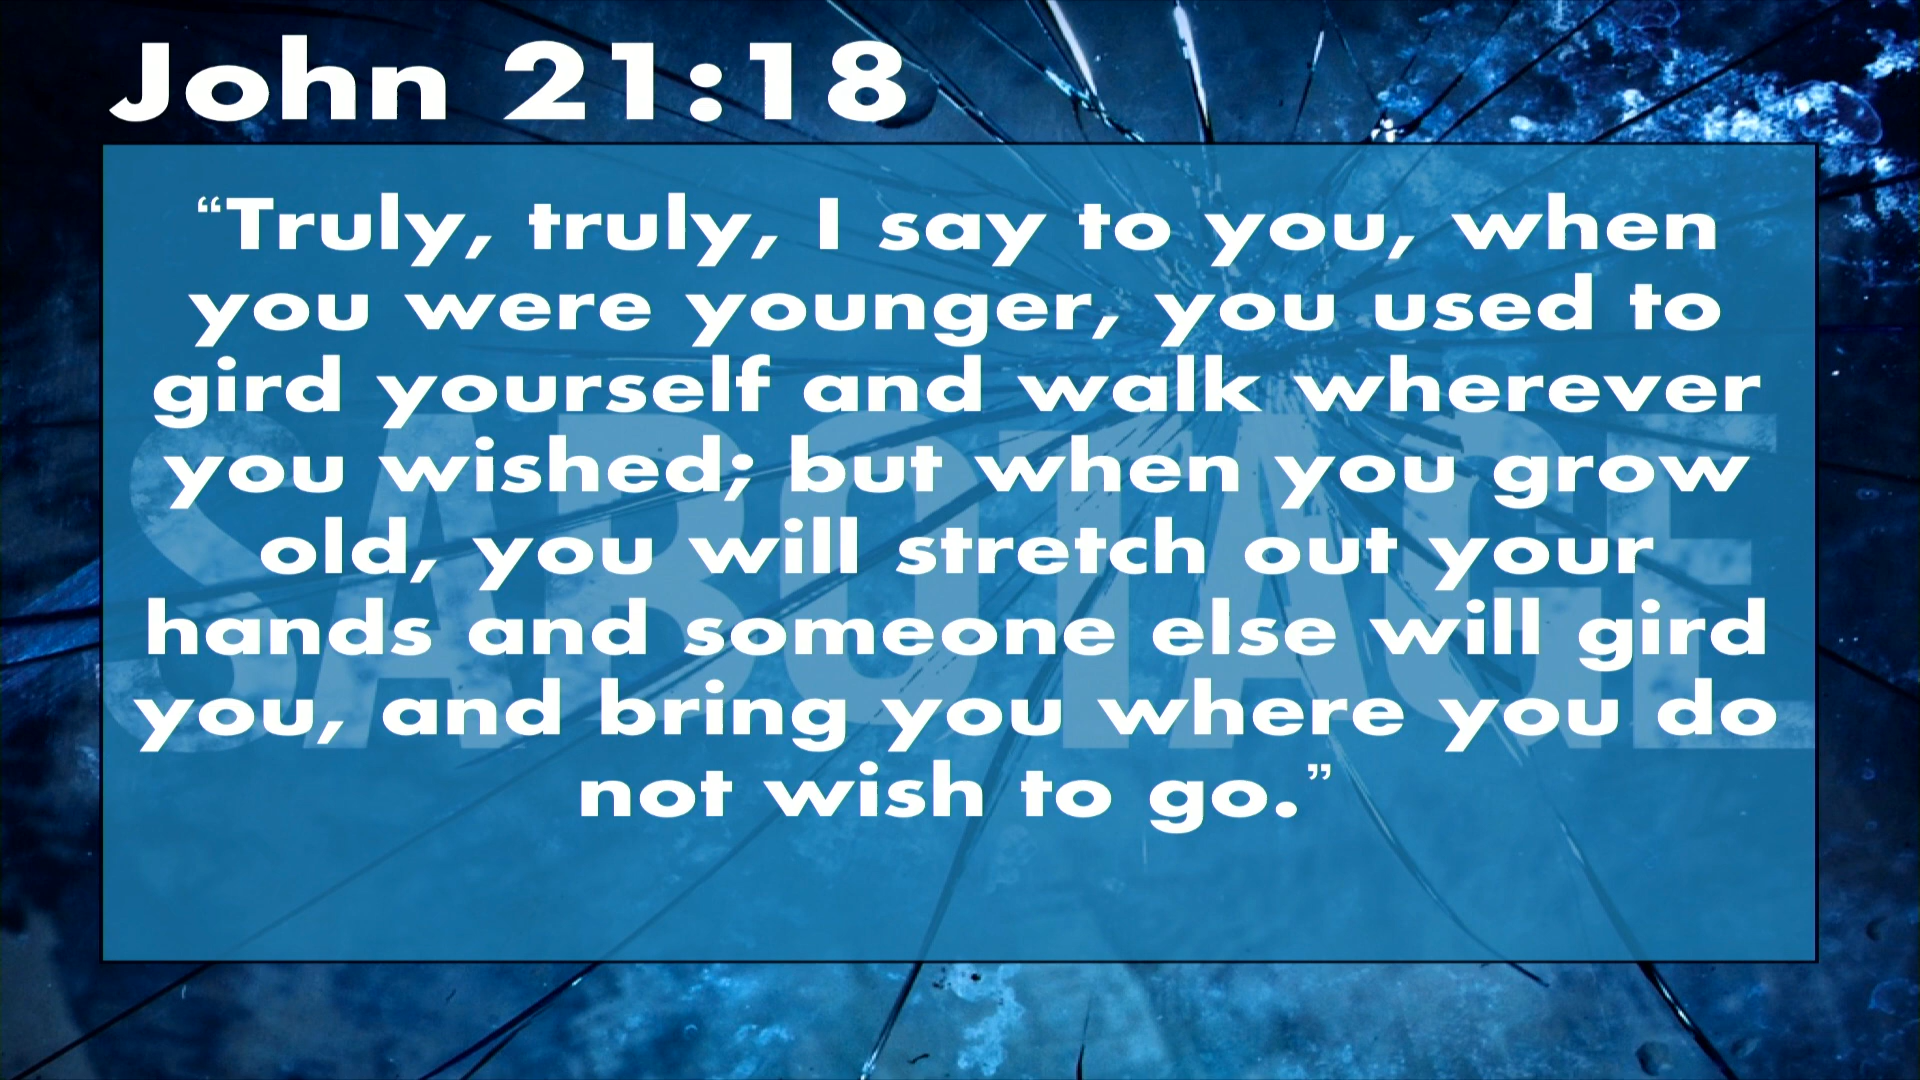 John 21:18
“Truly, truly, I say to you, when
you were younger, you used to
gird yourself and walk wherever
you wished; but when you grow
old, you will stretch out your
hands and someone else will gird
you, and bring you where you do
not wish to go.”
SABOTAGE